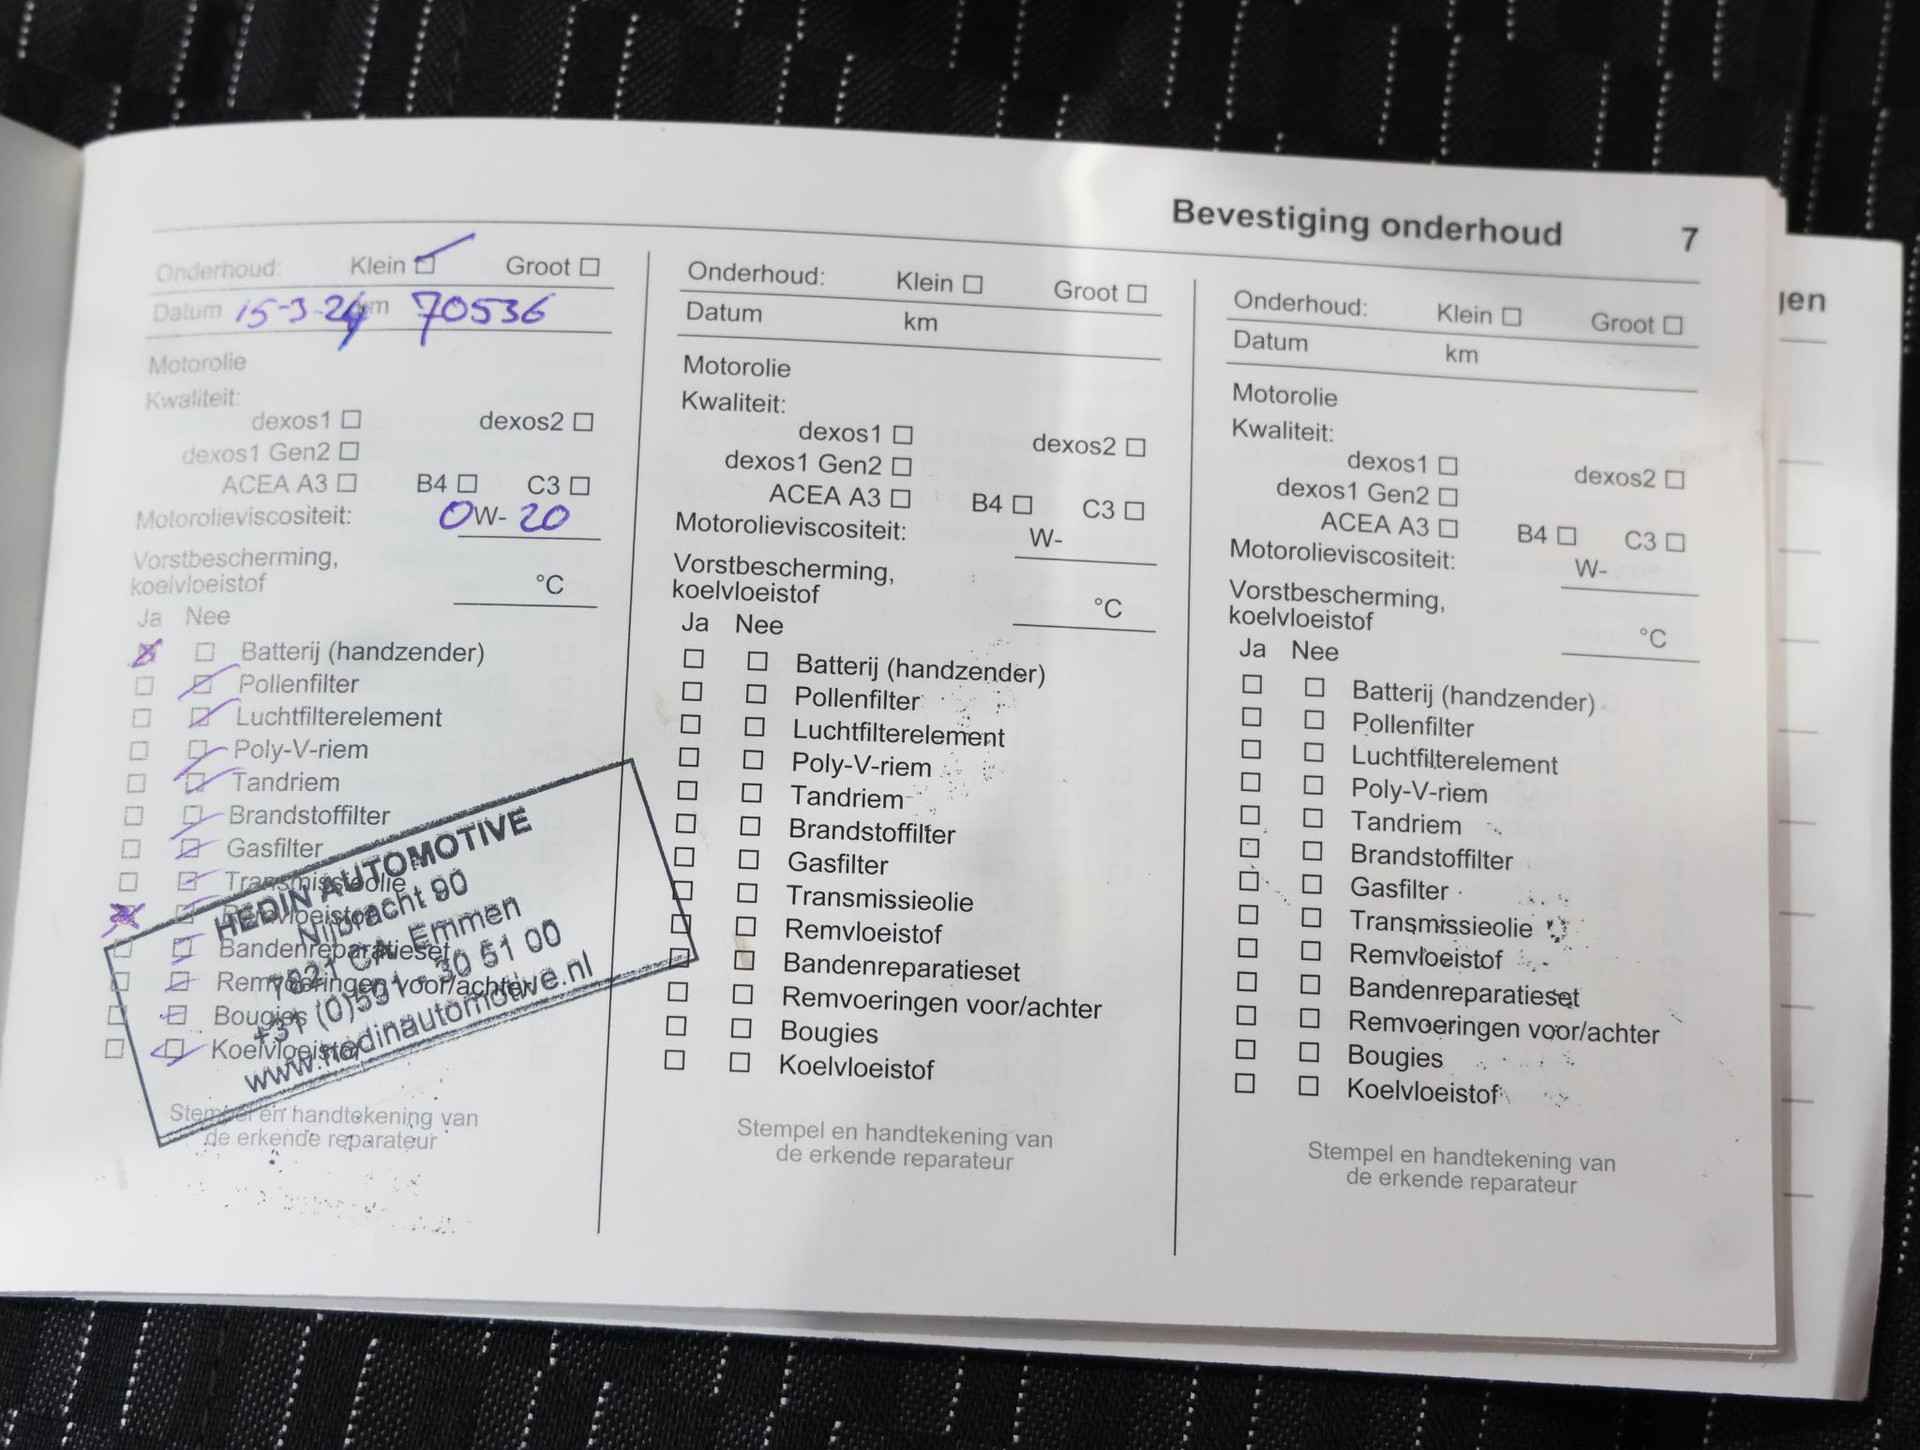 Bevestiging onderhoud 7
Onderhoud: Klein Groot
Datum 15-3-24 km 70536
Motorolie
Kwaliteit:
dexos1 dexos2
dexos1 Gen2
ACEA A3 B4 C3
Motorolieviscositeit: 0W-20
Vorstbescherming,
koelvloeistof °C
Ja Nee
Batterij (handzender)
Pollenfilter
Luchtfilterelement
Poly-V-riem
Tandriem
Brandstoffilter
Gasfilter
Transmissieolie
Remvloeistof
Bandenreparatieset
Remvoeringen voor/achter
Bougies
Koelvloeistof
HEDIN AUTOMOTIVE
Nijbracht 90
7821 CA Emmen
+31 (0)591 - 30 51 00
www.hedinautomotive.nl
Stempel en handtekening van
de erkende reparateur
Onderhoud: Klein Groot
Datum km
Motorolie
Kwaliteit:
dexos1 dexos2
dexos1 Gen2
ACEA A3 B4 C3
Motorolieviscositeit: W-
Vorstbescherming,
koelvloeistof °C
Ja Nee
Batterij (handzender)
Pollenfilter
Luchtfilterelement
Poly-V-riem
Tandriem
Brandstoffilter
Gasfilter
Transmissieolie
Remvloeistof
Bandenreparatieset
Remvoeringen voor/achter
Bougies
Koelvloeistof
Stempel en handtekening van
de erkende reparateur
Onderhoud: Klein Groot
Datum km
Motorolie
Kwaliteit:
dexos1 dexos2
dexos1 Gen2
ACEA A3 B4 C3
Motorolieviscositeit: W-
Vorstbescherming,
koelvloeistof °C
Ja Nee
Batterij (handzender)
Pollenfilter
Luchtfilterelement
Poly-V-riem
Tandriem
Brandstoffilter
Gasfilter
Transmissieolie
Remvloeistof
Bandenreparatieset
Remvoeringen voor/achter
Bougies
Koelvloeistof
Stempel en handtekening van
de erkende reparateur